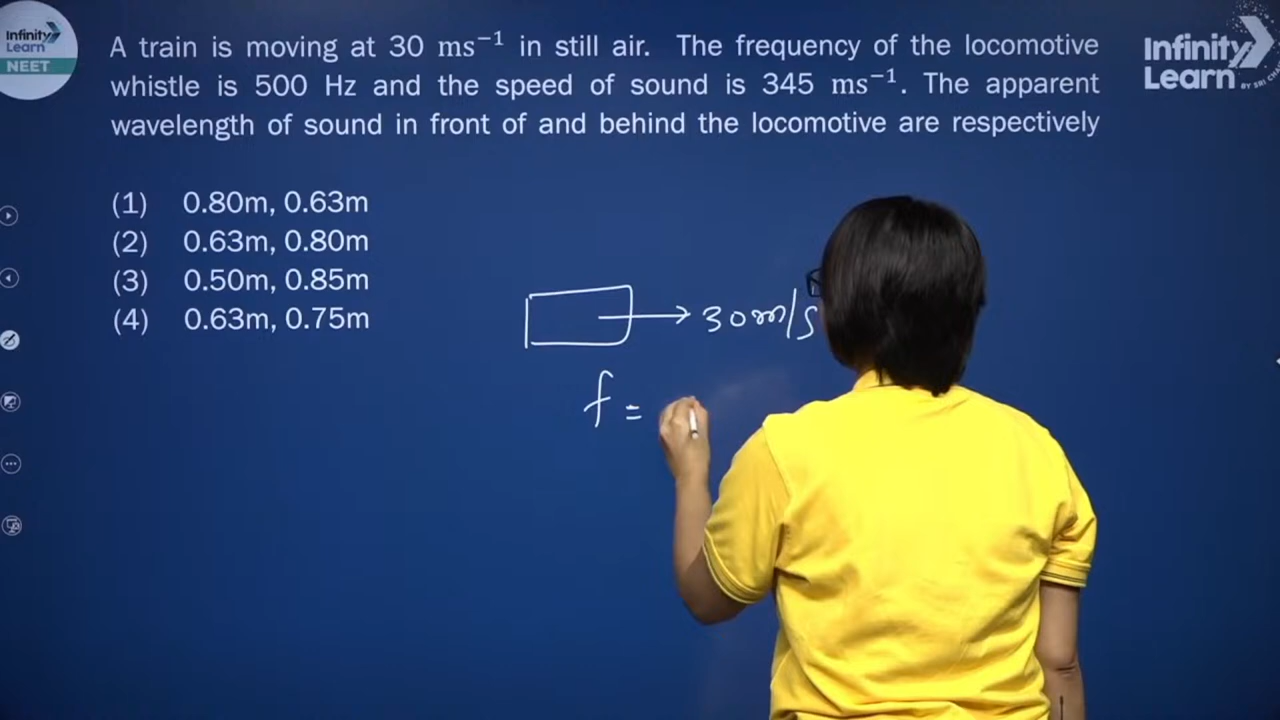 Infinity
Learn
NEET
A train is moving at 30 ms⁻¹ in still air. The frequency of the locomotive
whistle is 500 Hz and the speed of sound is 345 ms⁻¹. The apparent
wavelength of sound in front of and behind the locomotive are respectively
Infinity
Learn
BY SRI CHA
(1) 0.80m, 0.63m
(2) 0.63m, 0.80m
(3) 0.50m, 0.85m
(4) 0.63m, 0.75m
30m/s
f =